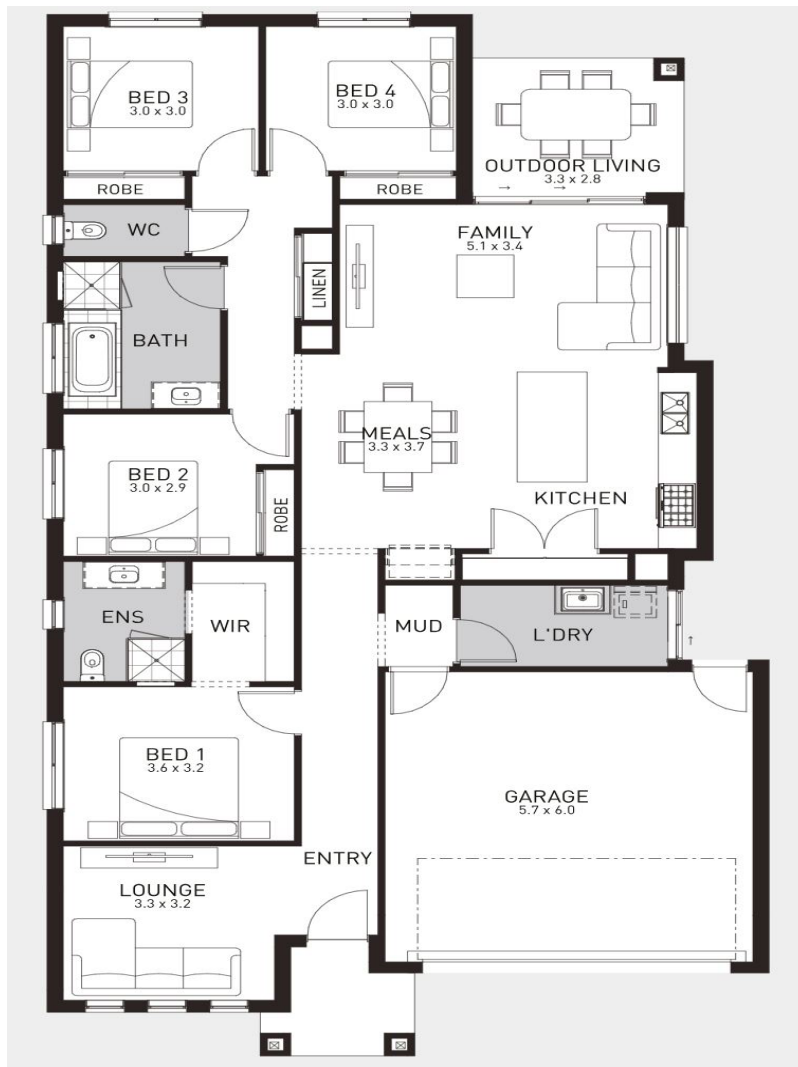 BED 3
3.0 x 3.0
BED 4
3.0 x 3.0
OUTDOOR LIVING
3.3 x 2.8
ROBE
ROBE
WC
FAMILY
5.1 x 3.4
LINEN
BATH
MEALS
3.3 x 3.7
BED 2
3.0 x 2.9
ROBE
KITCHEN
ENS
WIR
MUD
L'DRY
BED 1
3.6 x 3.2
GARAGE
5.7 x 6.0
ENTRY
LOUNGE
3.3 x 3.2